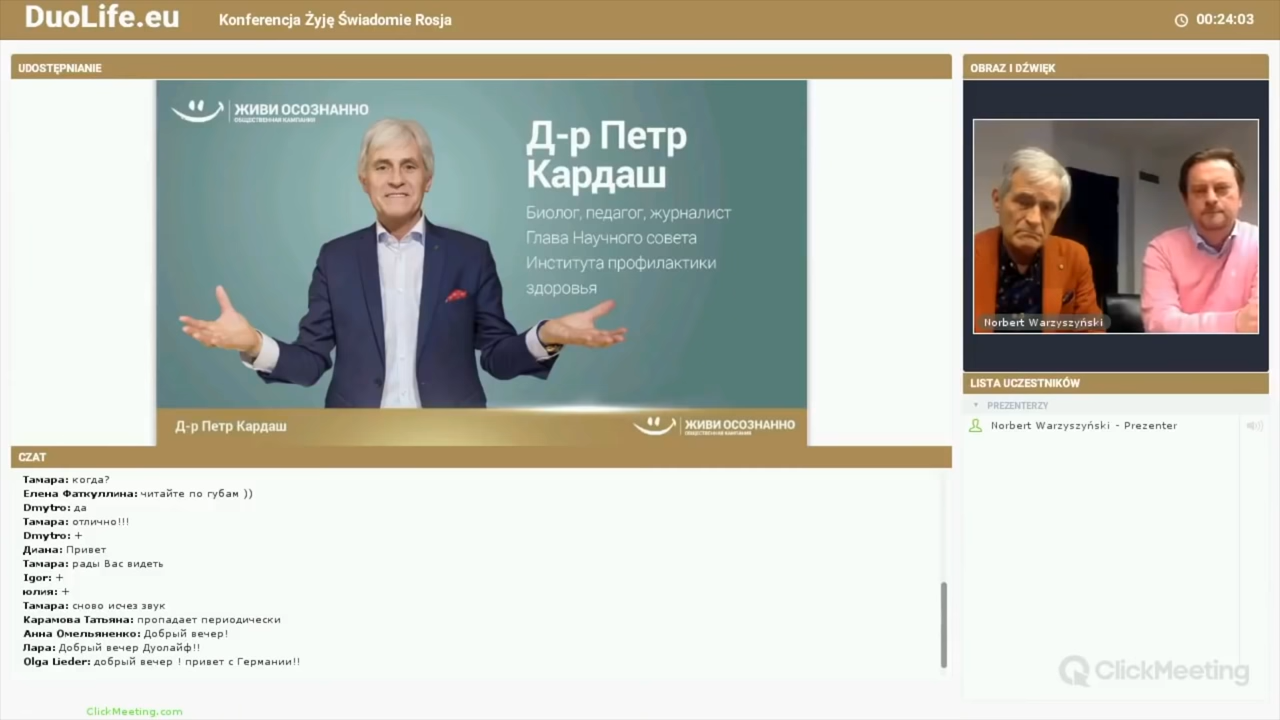 DuoLife.eu
Konferencja Żyję Świadomie Rosja
00:24:03
UDOSTĘPNIANIE
ЖИВИ ОСОЗНАННО
ОБЩЕСТВЕННАЯ КАМПАНИЯ
Д-р Петр
Кардаш
Биолог, педагог, журналист
Глава Научного совета
Института профилактики
здоровья
Д-р Петр Кардаш
ЖИВИ ОСОЗНАННО
ОБЩЕСТВЕННАЯ КАМПАНИЯ
OBRAZ I DŹWIĘK
Norbert Warzyszyński
LISTA UCZESTNIKÓW
PREZENTERZY
Norbert Warzyszyński - Prezenter
CZAT
Тамара: когда?
Елена Фаткуллина: читайте по губам ))
Dmytro: да
Тамара: отлично!!!
Dmytro: +
Диана: Привет
Тамара: рады Вас видеть
Igor: +
юлия: +
Тамара: сново исчез звук
Карамова Татьяна: пропадает периодически
Анна Омельяненко: Добрый вечер!
Лара: Добрый вечер Дуолайф!!
Olga Lieder: добрый вечер ! привет с Германии!!
ClickMeeting
ClickMeeting.com